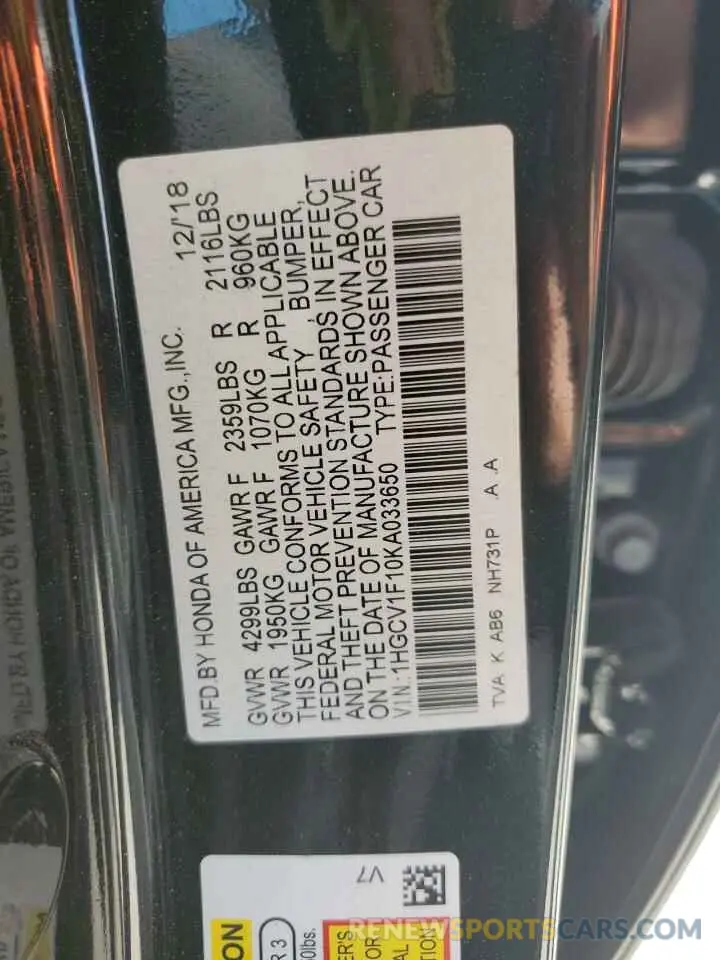 MFD.BY HONDA OF AMERICA MFG.,INC. 12/'18
GVWR 4299LBS GAWR F 2359LBS R 2116LBS
GVWR 1950KG GAWR F 1070KG R 960KG
THIS VEHICLE CONFORMS TO ALL APPLICABLE
FEDERAL MOTOR VEHICLE SAFETY , BUMPER,
AND THEFT PREVENTION STANDARDS IN EFFECT
ON THE DATE OF MANUFACTURE SHOWN ABOVE.
V1N.:1HGCV1F10KA033650 TYPE:PASSENGER CAR
TVA K AB6 NH731P .A .A
V7
RENEWSPORTSCARS.COM